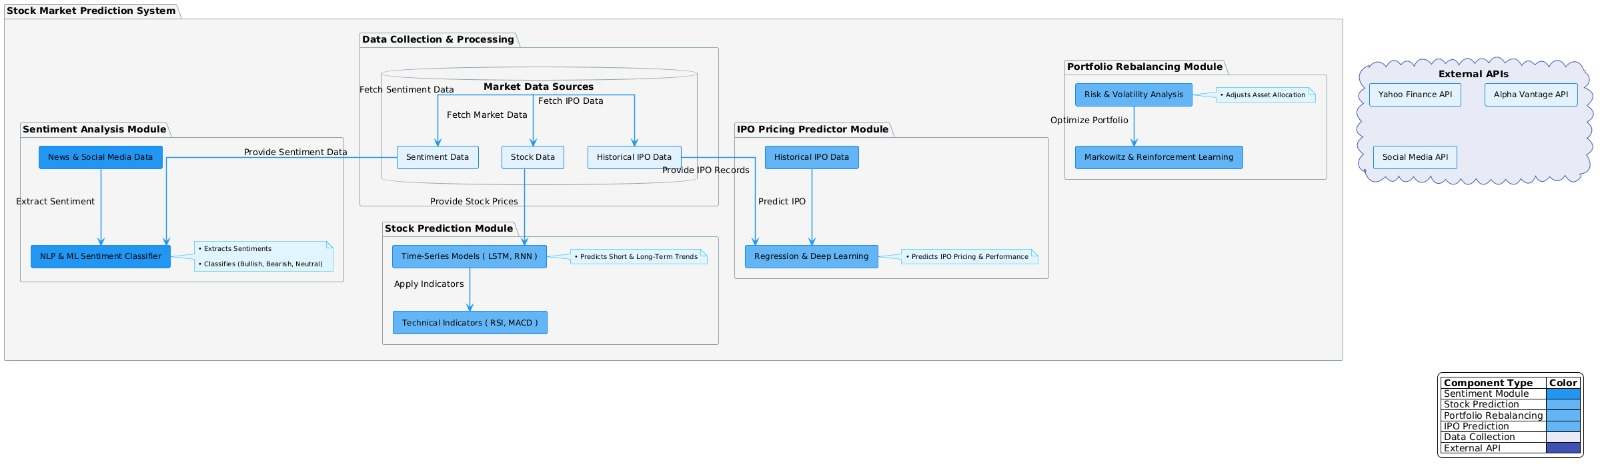 Stock Market Prediction System
Data Collection & Processing
Market Data Sources
Fetch Sentiment Data
Fetch Market Data
Fetch IPO Data
Sentiment Data
Stock Data
Historical IPO Data
Provide Sentiment Data
Provide IPO Records
Provide Stock Prices
Sentiment Analysis Module
News & Social Media Data
Extract Sentiment
NLP & ML Sentiment Classifier
• Extracts Sentiments
• Classifies (Bullish, Bearish, Neutral)
Stock Prediction Module
Time-Series Models ( LSTM, RNN )
• Predicts Short & Long-Term Trends
Apply Indicators
Technical Indicators ( RSI, MACD )
IPO Pricing Predictor Module
Historical IPO Data
Predict IPO
Regression & Deep Learning
• Predicts IPO Pricing & Performance
Portfolio Rebalancing Module
Risk & Volatility Analysis
• Adjusts Asset Allocation
Optimize Portfolio
Markowitz & Reinforcement Learning
External APIs
Yahoo Finance API
Alpha Vantage API
Social Media API
Component Type Color
Sentiment Module
Stock Prediction
Portfolio Rebalancing
IPO Prediction
Data Collection
External API